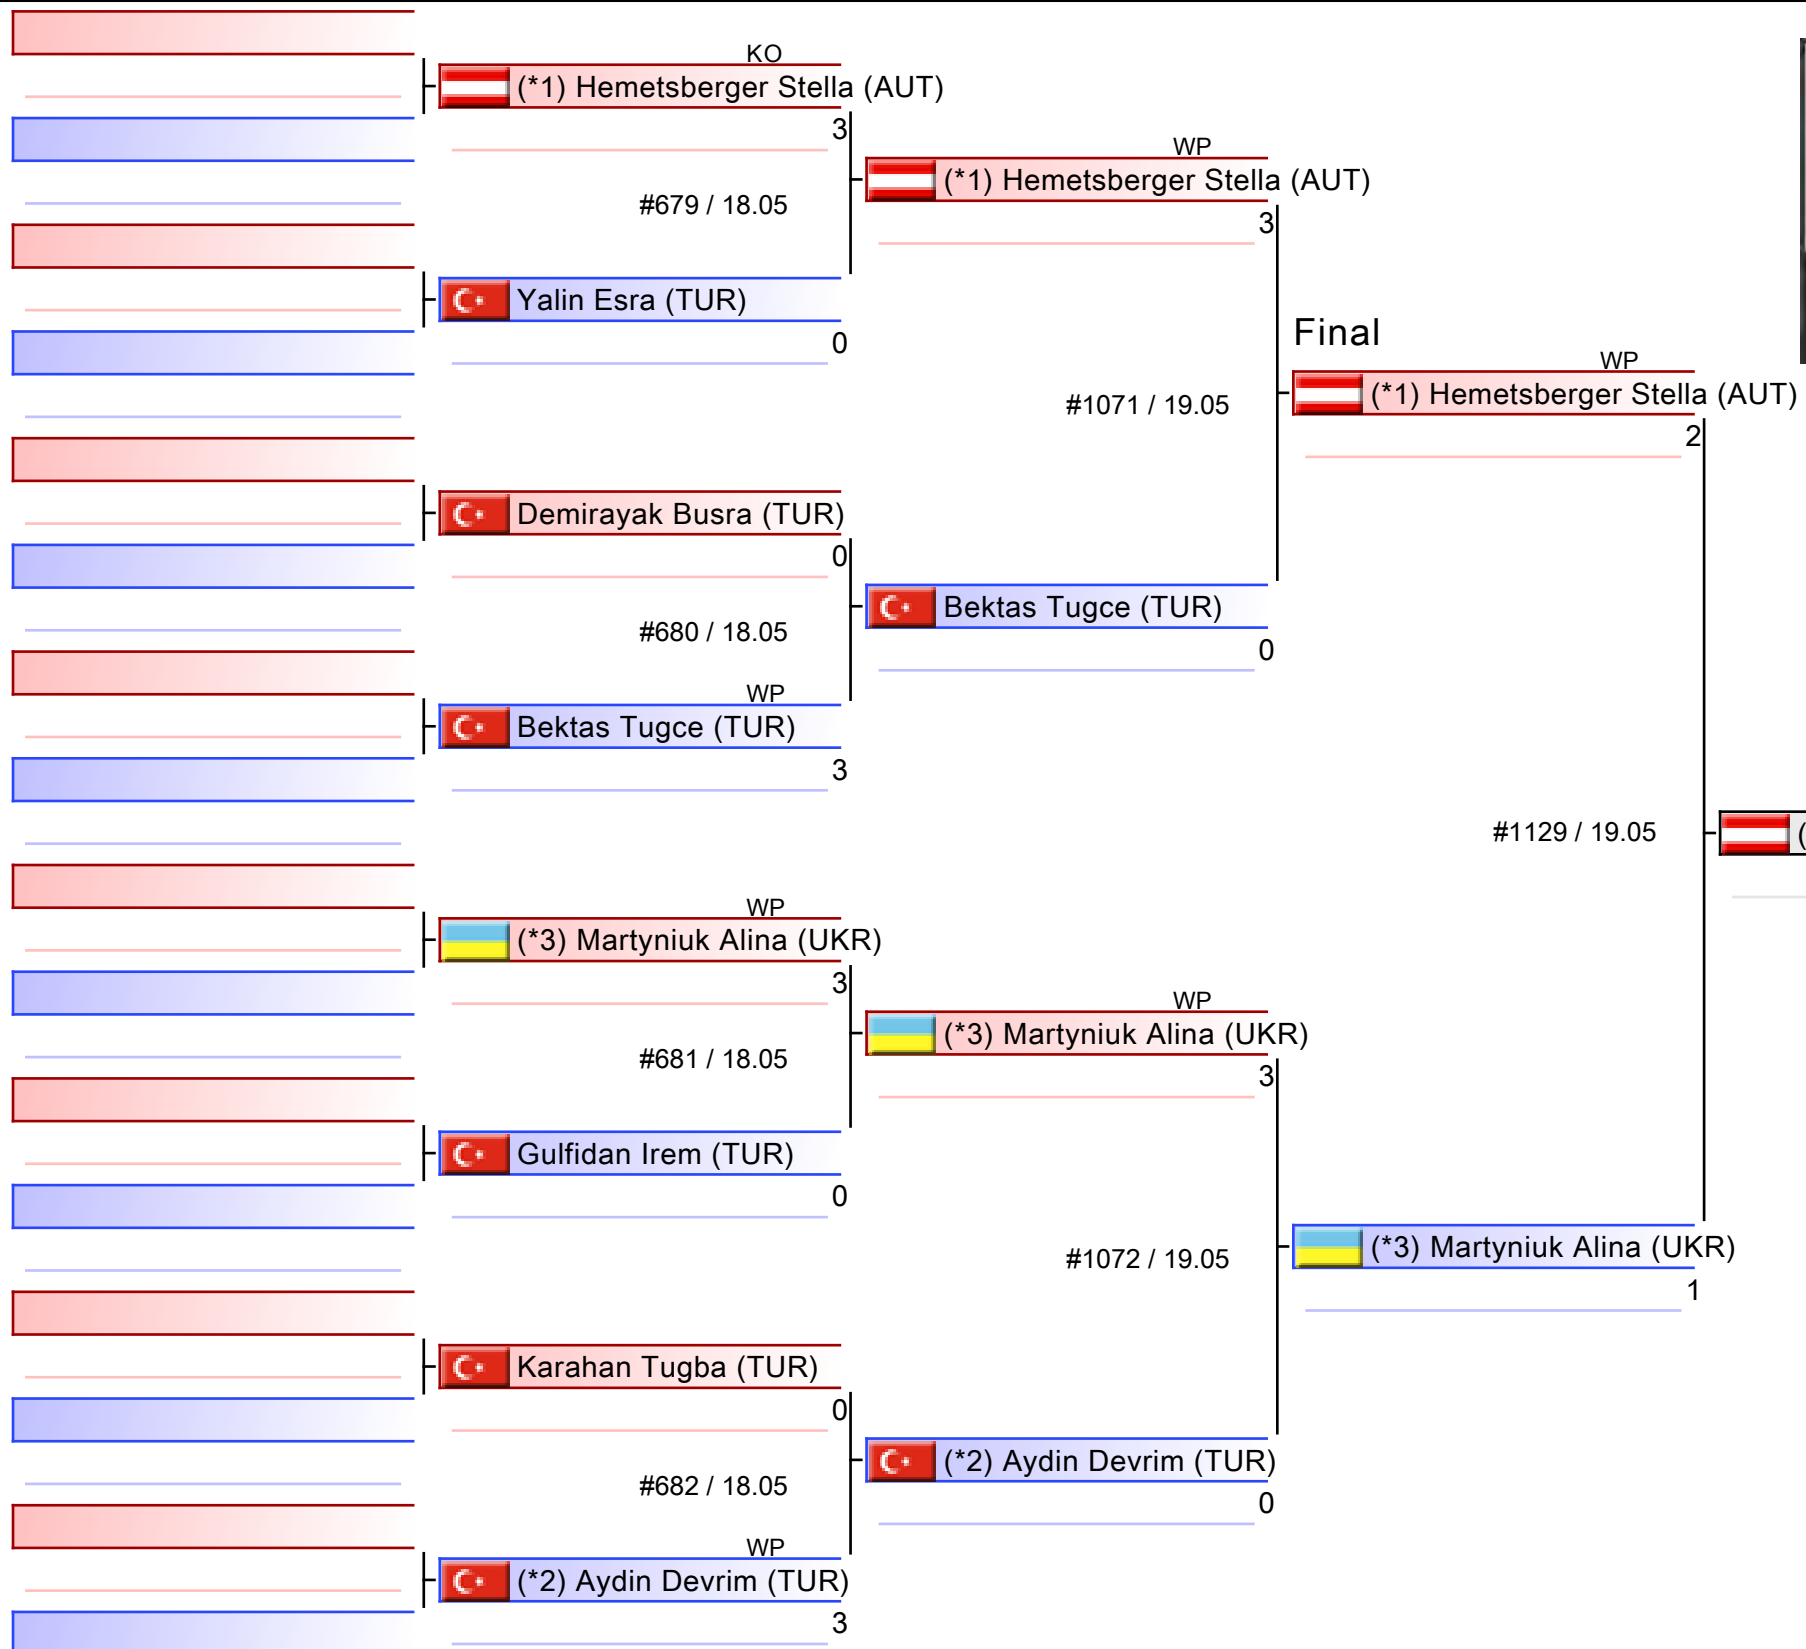 KO
(*1) Hemetsberger Stella (AUT)
3
#679 / 18.05
Yalin Esra (TUR)
0
Demirayak Busra (TUR)
0
#680 / 18.05
WP
Bektas Tugce (TUR)
3
WP
(*3) Martyniuk Alina (UKR)
3
#681 / 18.05
Gulfidan Irem (TUR)
0
Karahan Tugba (TUR)
0
#682 / 18.05
WP
(*2) Aydin Devrim (TUR)
3
WP
(*1) Hemetsberger Stella (AUT)
3
#1071 / 19.05
Bektas Tugce (TUR)
0
WP
(*3) Martyniuk Alina (UKR)
3
#1072 / 19.05
(*2) Aydin Devrim (TUR)
0
Final
WP
(*1) Hemetsberger Stella (AUT)
2
#1129 / 19.05
(*3) Martyniuk Alina (UKR)
1
(